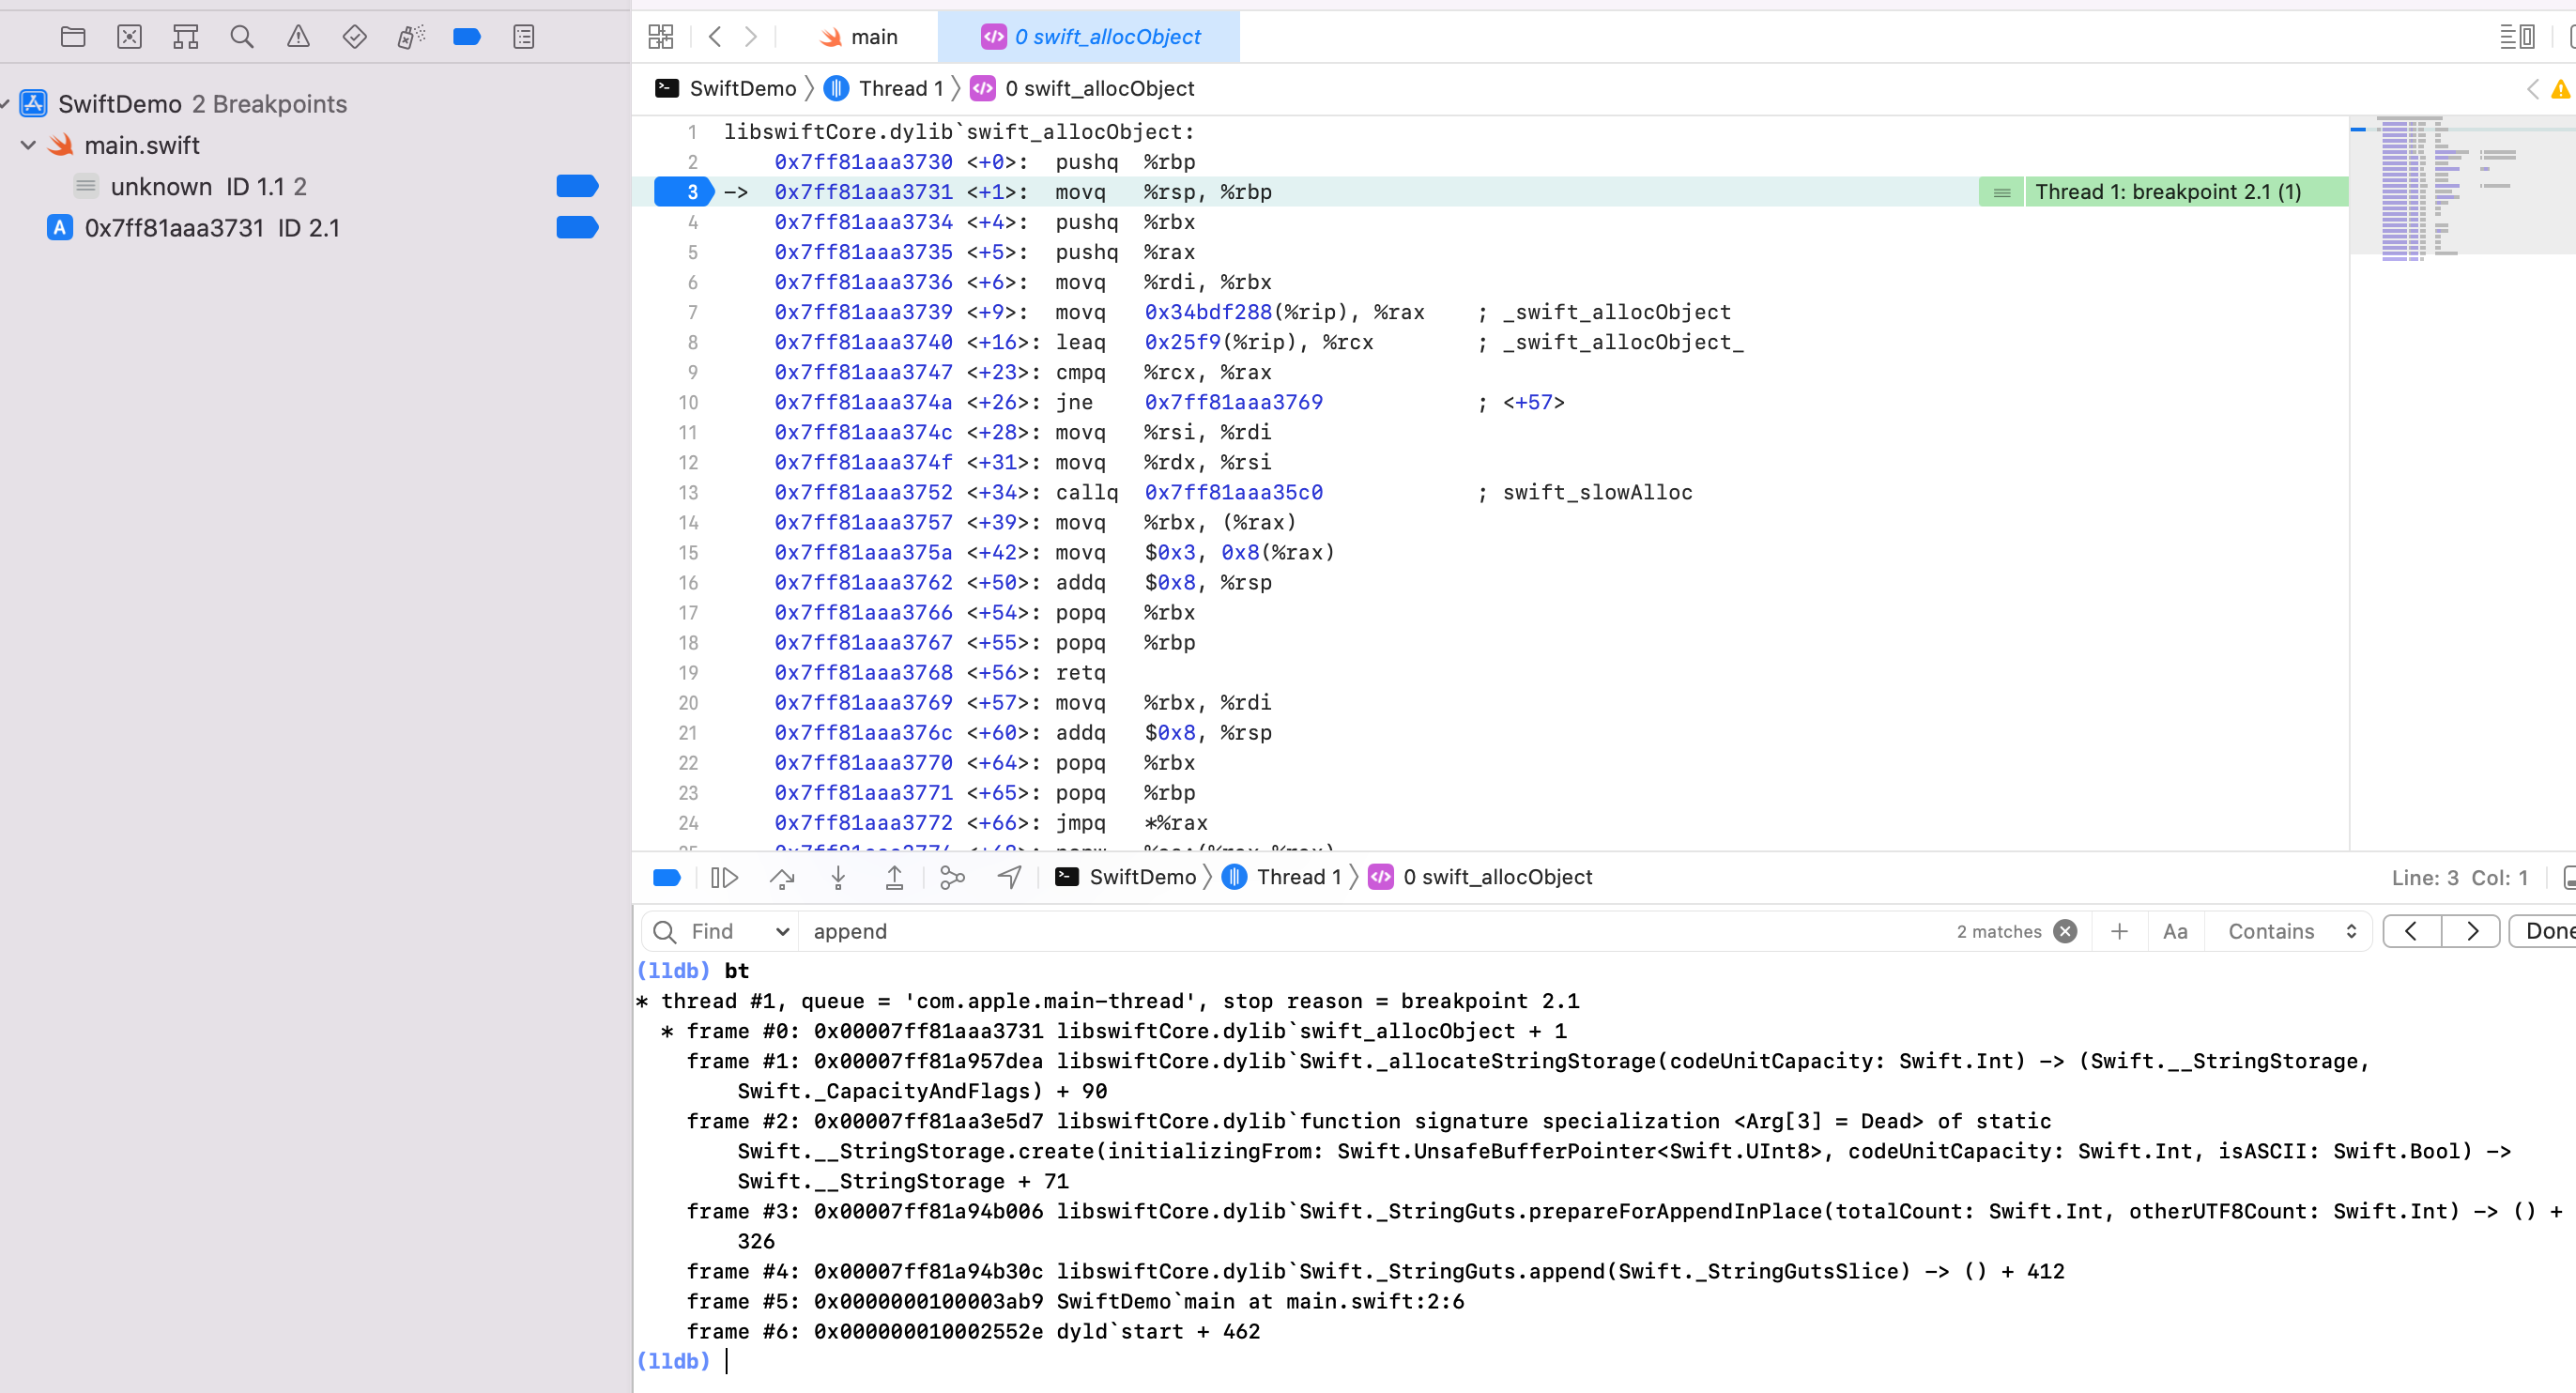 main
0 swift_allocObject
SwiftDemo 2 Breakpoints
main.swift
unknown ID 1.1 2
A 0x7ff81aaa3731 ID 2.1
SwiftDemo Thread 1 0 swift_allocObject
1 libswiftCore.dylib`swift_allocObject:
2 0x7ff81aaa3730 <+0>: pushq %rbp
3 -> 0x7ff81aaa3731 <+1>: movq %rsp, %rbp Thread 1: breakpoint 2.1 (1)
4 0x7ff81aaa3734 <+4>: pushq %rbx
5 0x7ff81aaa3735 <+5>: pushq %rax
6 0x7ff81aaa3736 <+6>: movq %rdi, %rbx
7 0x7ff81aaa3739 <+9>: movq 0x34bdf288(%rip), %rax ; _swift_allocObject
8 0x7ff81aaa3740 <+16>: leaq 0x25f9(%rip), %rcx ; _swift_allocObject_
9 0x7ff81aaa3747 <+23>: cmpq %rcx, %rax
10 0x7ff81aaa374a <+26>: jne 0x7ff81aaa3769 ; <+57>
11 0x7ff81aaa374c <+28>: movq %rsi, %rdi
12 0x7ff81aaa374f <+31>: movq %rdx, %rsi
13 0x7ff81aaa3752 <+34>: callq 0x7ff81aaa35c0 ; swift_slowAlloc
14 0x7ff81aaa3757 <+39>: movq %rbx, (%rax)
15 0x7ff81aaa375a <+42>: movq $0x3, 0x8(%rax)
16 0x7ff81aaa3762 <+50>: addq $0x8, %rsp
17 0x7ff81aaa3766 <+54>: popq %rbx
18 0x7ff81aaa3767 <+55>: popq %rbp
19 0x7ff81aaa3768 <+56>: retq
20 0x7ff81aaa3769 <+57>: movq %rbx, %rdi
21 0x7ff81aaa376c <+60>: addq $0x8, %rsp
22 0x7ff81aaa3770 <+64>: popq %rbx
23 0x7ff81aaa3771 <+65>: popq %rbp
24 0x7ff81aaa3772 <+66>: jmpq *%rax
SwiftDemo Thread 1 0 swift_allocObject Line: 3 Col: 1
Find append 2 matches Aa Contains Done
(lldb) bt
* thread #1, queue = 'com.apple.main-thread', stop reason = breakpoint 2.1
* frame #0: 0x00007ff81aaa3731 libswiftCore.dylib`swift_allocObject + 1
frame #1: 0x00007ff81a957dea libswiftCore.dylib`Swift._allocateStringStorage(codeUnitCapacity: Swift.Int) -> (Swift.__StringStorage,
Swift._CapacityAndFlags) + 90
frame #2: 0x00007ff81aa3e5d7 libswiftCore.dylib`function signature specialization <Arg[3] = Dead> of static
Swift.__StringStorage.create(initializingFrom: Swift.UnsafeBufferPointer<Swift.UInt8>, codeUnitCapacity: Swift.Int, isASCII: Swift.Bool) ->
Swift.__StringStorage + 71
frame #3: 0x00007ff81a94b006 libswiftCore.dylib`Swift._StringGuts.prepareForAppendInPlace(totalCount: Swift.Int, otherUTF8Count: Swift.Int) -> () +
326
frame #4: 0x00007ff81a94b30c libswiftCore.dylib`Swift._StringGuts.append(Swift._StringGutsSlice) -> () + 412
frame #5: 0x0000000100003ab9 SwiftDemo`main at main.swift:2:6
frame #6: 0x000000010002552e dyld`start + 462
(lldb)